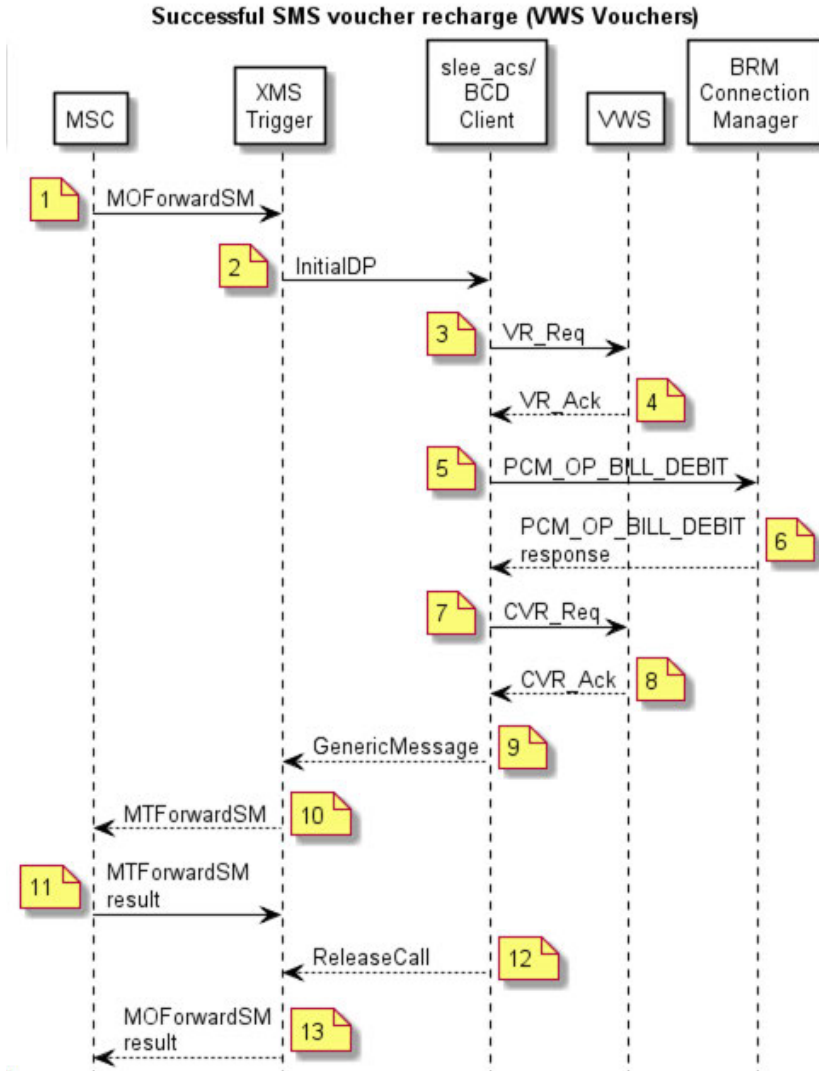 Successful SMS voucher recharge (VWS Vouchers)
MSC
XMS
Trigger
slee_acs/
BCD
Client
VWS
BRM
Connection
Manager
1
MOForwardSM
2
InitialDP
3
VR_Req
VR_Ack
4
5
PCM_OP_BILL_DEBIT
PCM_OP_BILL_DEBIT
response
6
7
CVR_Req
CVR_Ack
8
GenericMessage
9
MTForwardSM
10
11
MTForwardSM
result
ReleaseCall
12
MOForwardSM
result
13